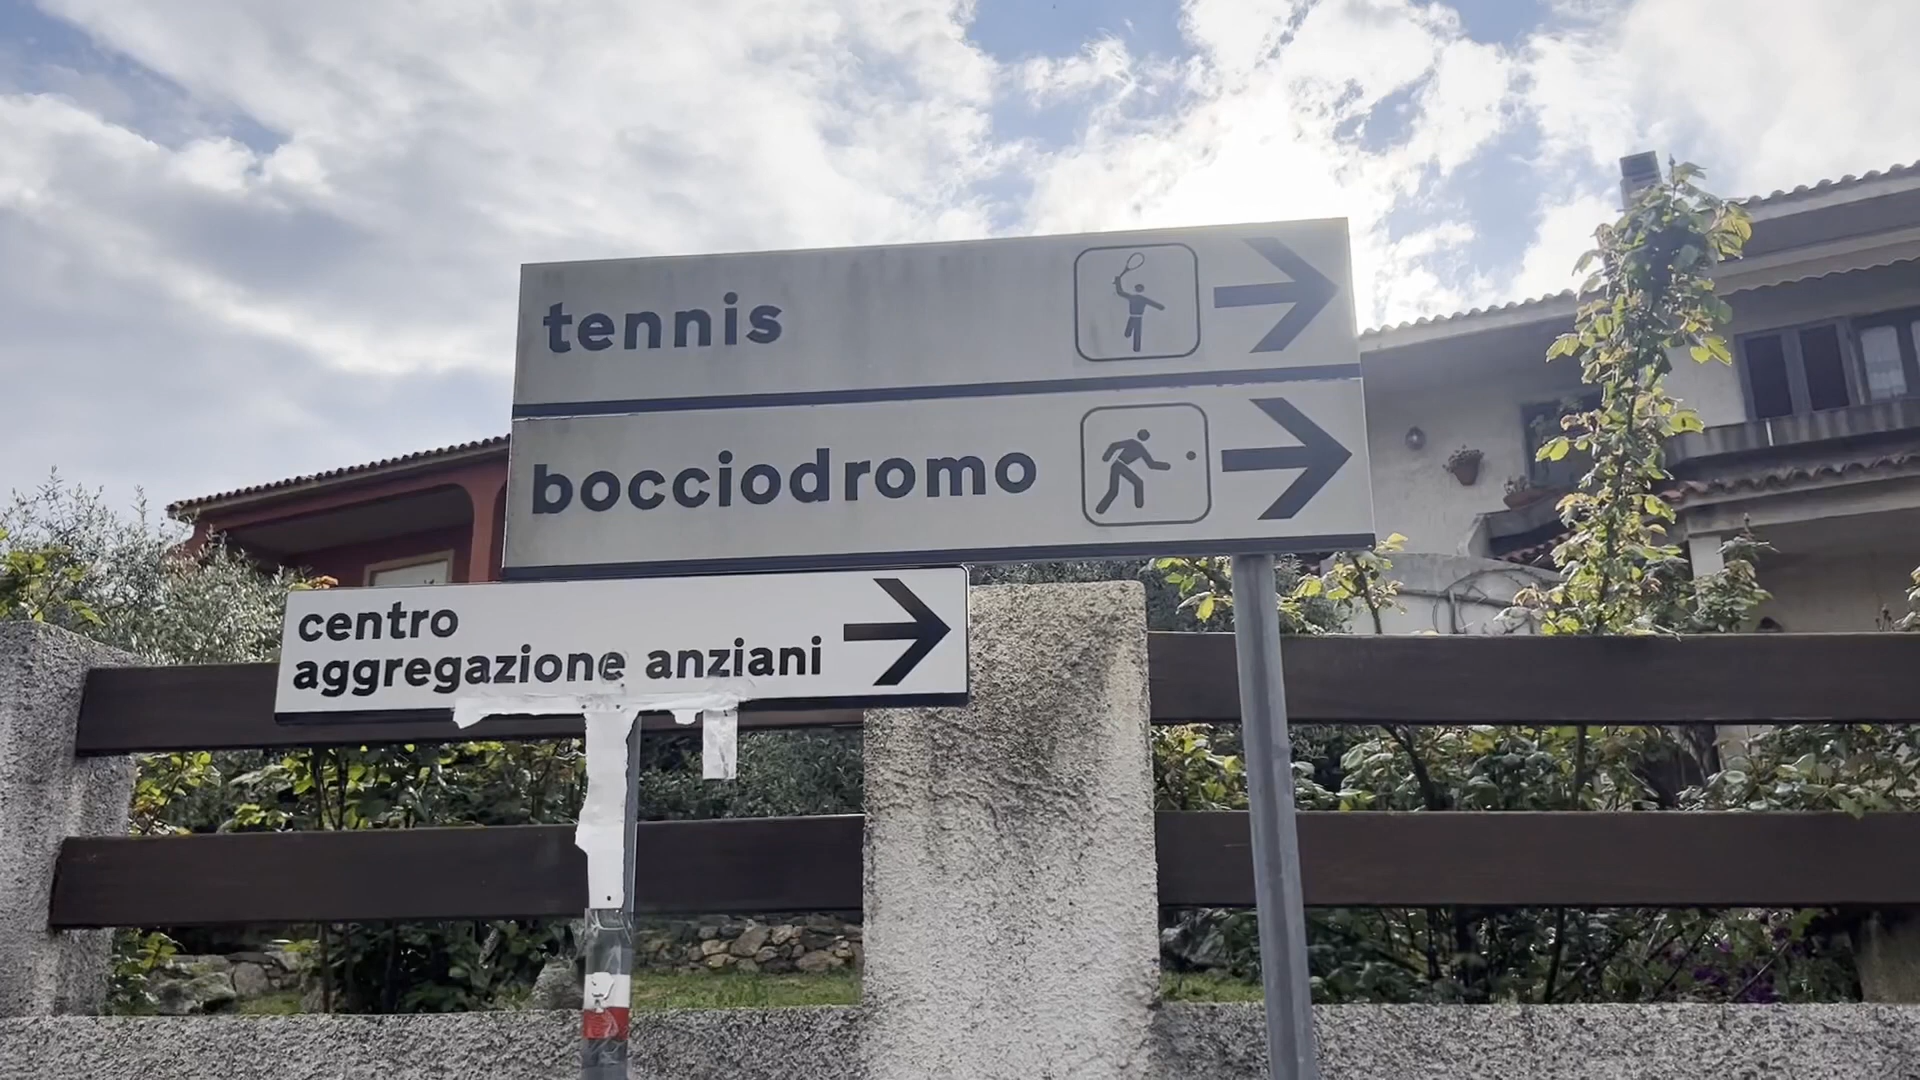 tennis
bocciodromo
centro
aggregazione anziani